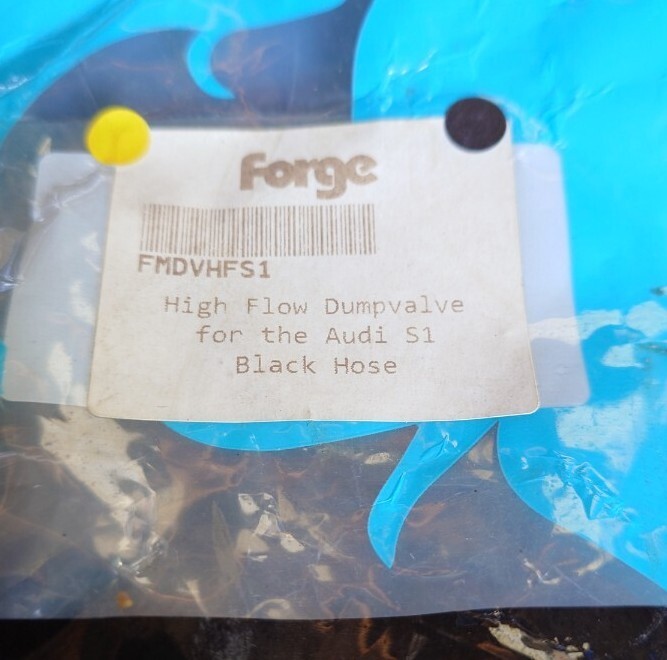 Forge
FMDVHFS1
High Flow Dumpvalve
for the Audi S1
Black Hose